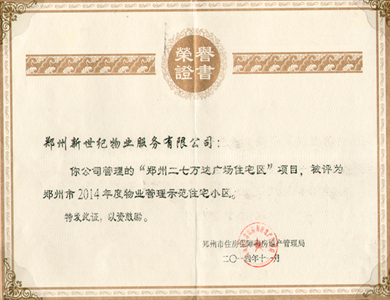 荣誉
證書
郑州新世纪物业服务有限公司：
你公司管理的“郑州二七万达广场住宅区”项目，被评为
郑州市2014年度物业管理示范住宅小区。
特发此证，以资鼓励。
郑州市住房保障和房地产管理局
二〇一四年十一月